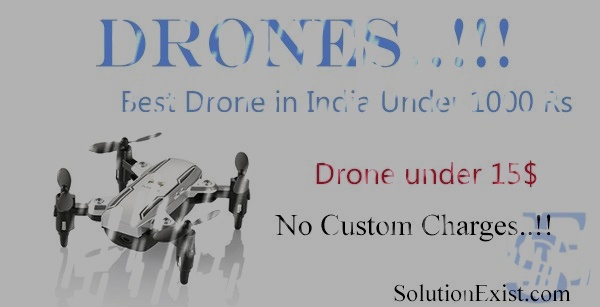 DRONES..!!!
Best Drone in India Under 1000 Rs
Drone under 15$
No Custom Charges..!!
SolutionExist.com